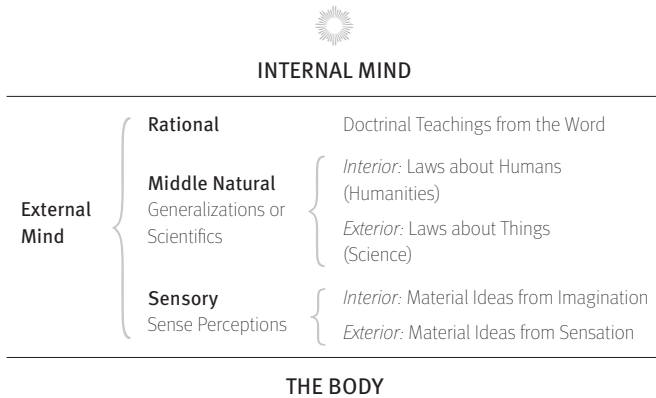 INTERNAL MIND
Rational
Doctrinal Teachings from the Word
External
Mind
Middle Natural
Generalizations or
Scientifics
Interior: Laws about Humans
(Humanities)
Exterior: Laws about Things
(Science)
Sensory
Sense Perceptions
Interior: Material Ideas from Imagination
Exterior: Material Ideas from Sensation
THE BODY